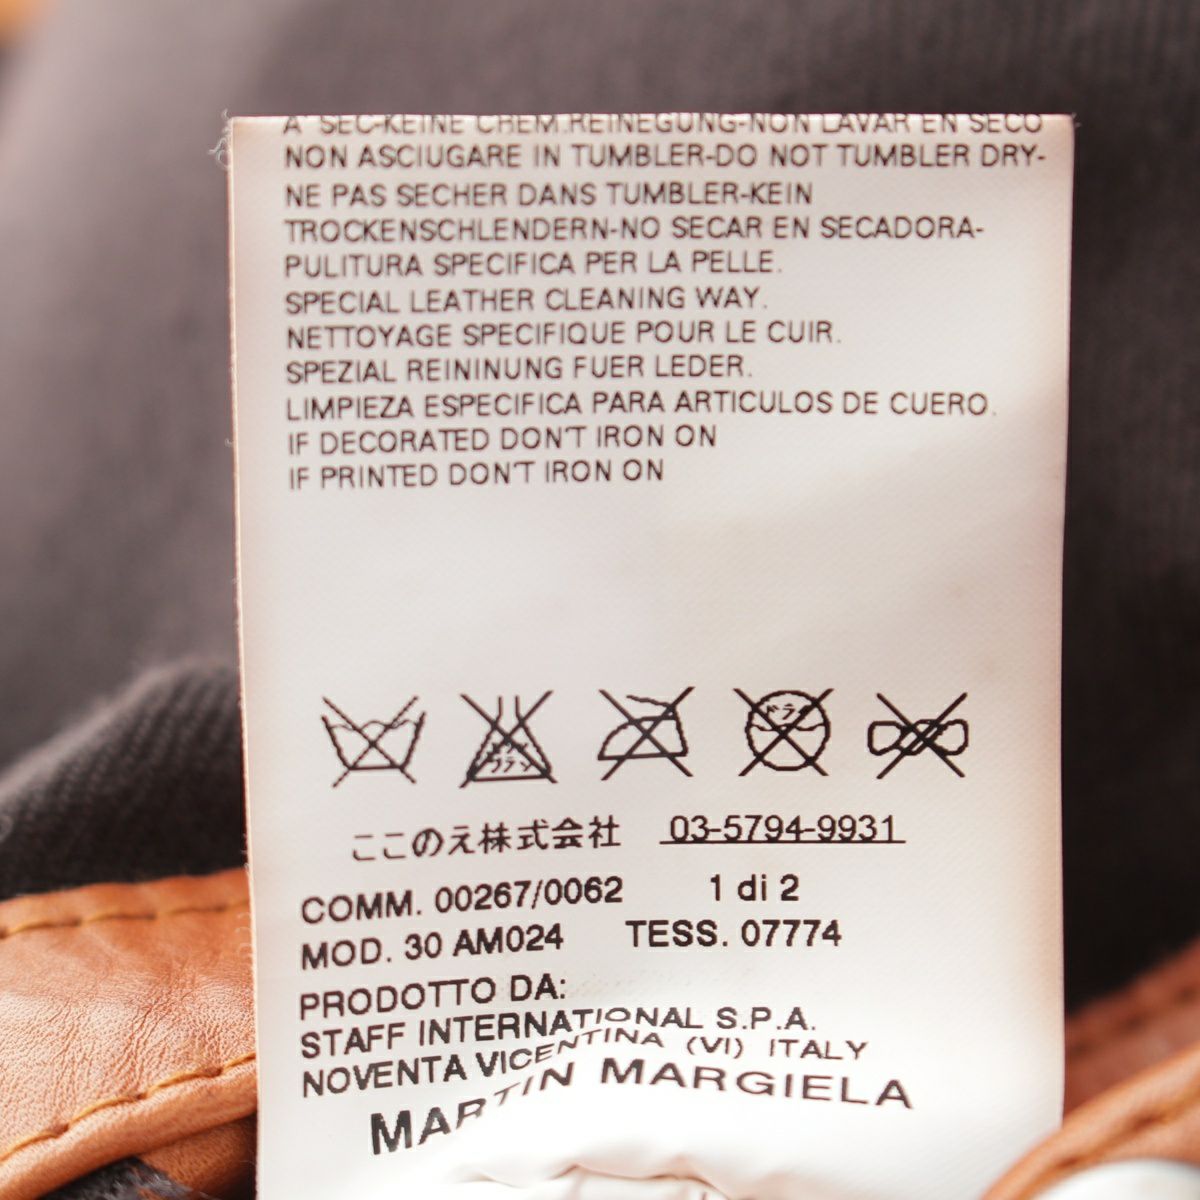 A SEC-KEINE CHEM.REINEGUNG-NON LAVAR EN SECO
NON ASCIUGARE IN TUMBLER-DO NOT TUMBLER DRY-
NE PAS SECHER DANS TUMBLER-KEIN
TROCKENSCHLENDERN-NO SECAR EN SECADORA-
PULITURA SPECIFICA PER LA PELLE.
SPECIAL LEATHER CLEANING WAY.
NETTOYAGE SPECIFIQUE POUR LE CUIR.
SPEZIAL REININUNG FUER LEDER.
LIMPIEZA ESPECIFICA PARA ARTICULOS DE CUERO.
IF DECORATED DON'T IRON ON
IF PRINTED DON'T IRON ON
ドライ
ここのえ株式会社 03-5794-9931
COMM. 00267/0062 1 di 2
MOD. 30 AM024 TESS. 07774
PRODOTTO DA:
STAFF INTERNATIONAL S.P.A.
NOVENTA VICENTINA (VI) ITALY
MARTIN MARGIELA